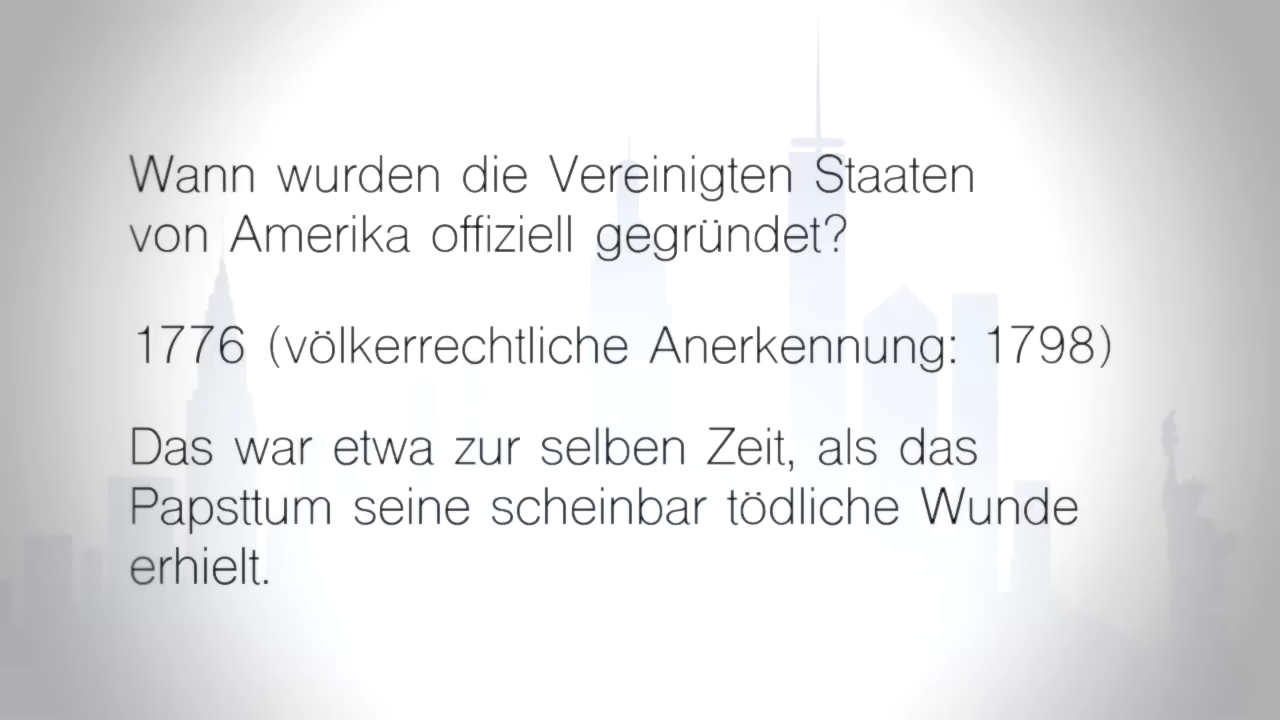 Wann wurden die Vereinigten Staaten
von Amerika offiziell gegründet?
1776 (völkerrechtliche Anerkennung: 1798)
Das war etwa zur selben Zeit, als das
Papsttum seine scheinbar tödliche Wunde
erhielt.